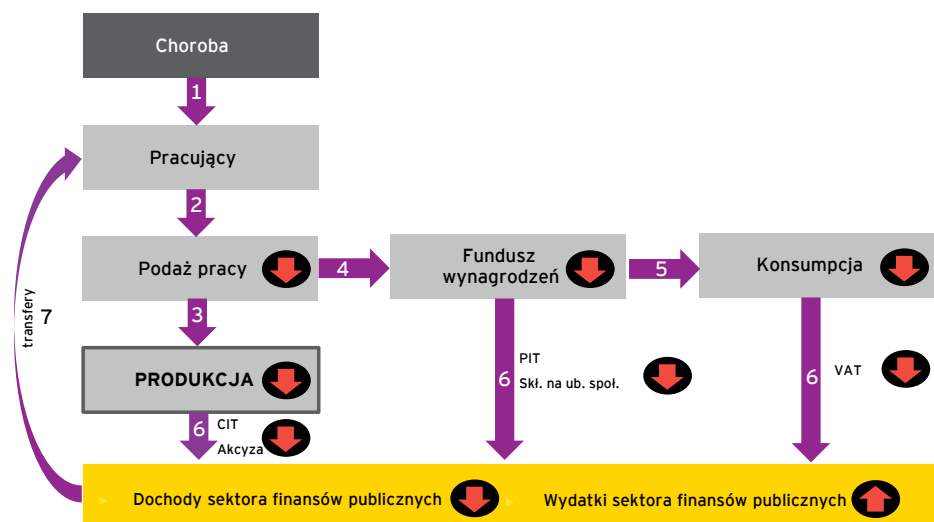 Choroba
1
Pracujący
2
Podaż pracy
4
Fundusz
wynagrodzeń
5
Konsumpcja
transfery
7
3
PRODUKCJA
6
CIT
Akcyza
6
PIT
Skł. na ub. społ.
6
VAT
Dochody sektora finansów publicznych
Wydatki sektora finansów publicznych